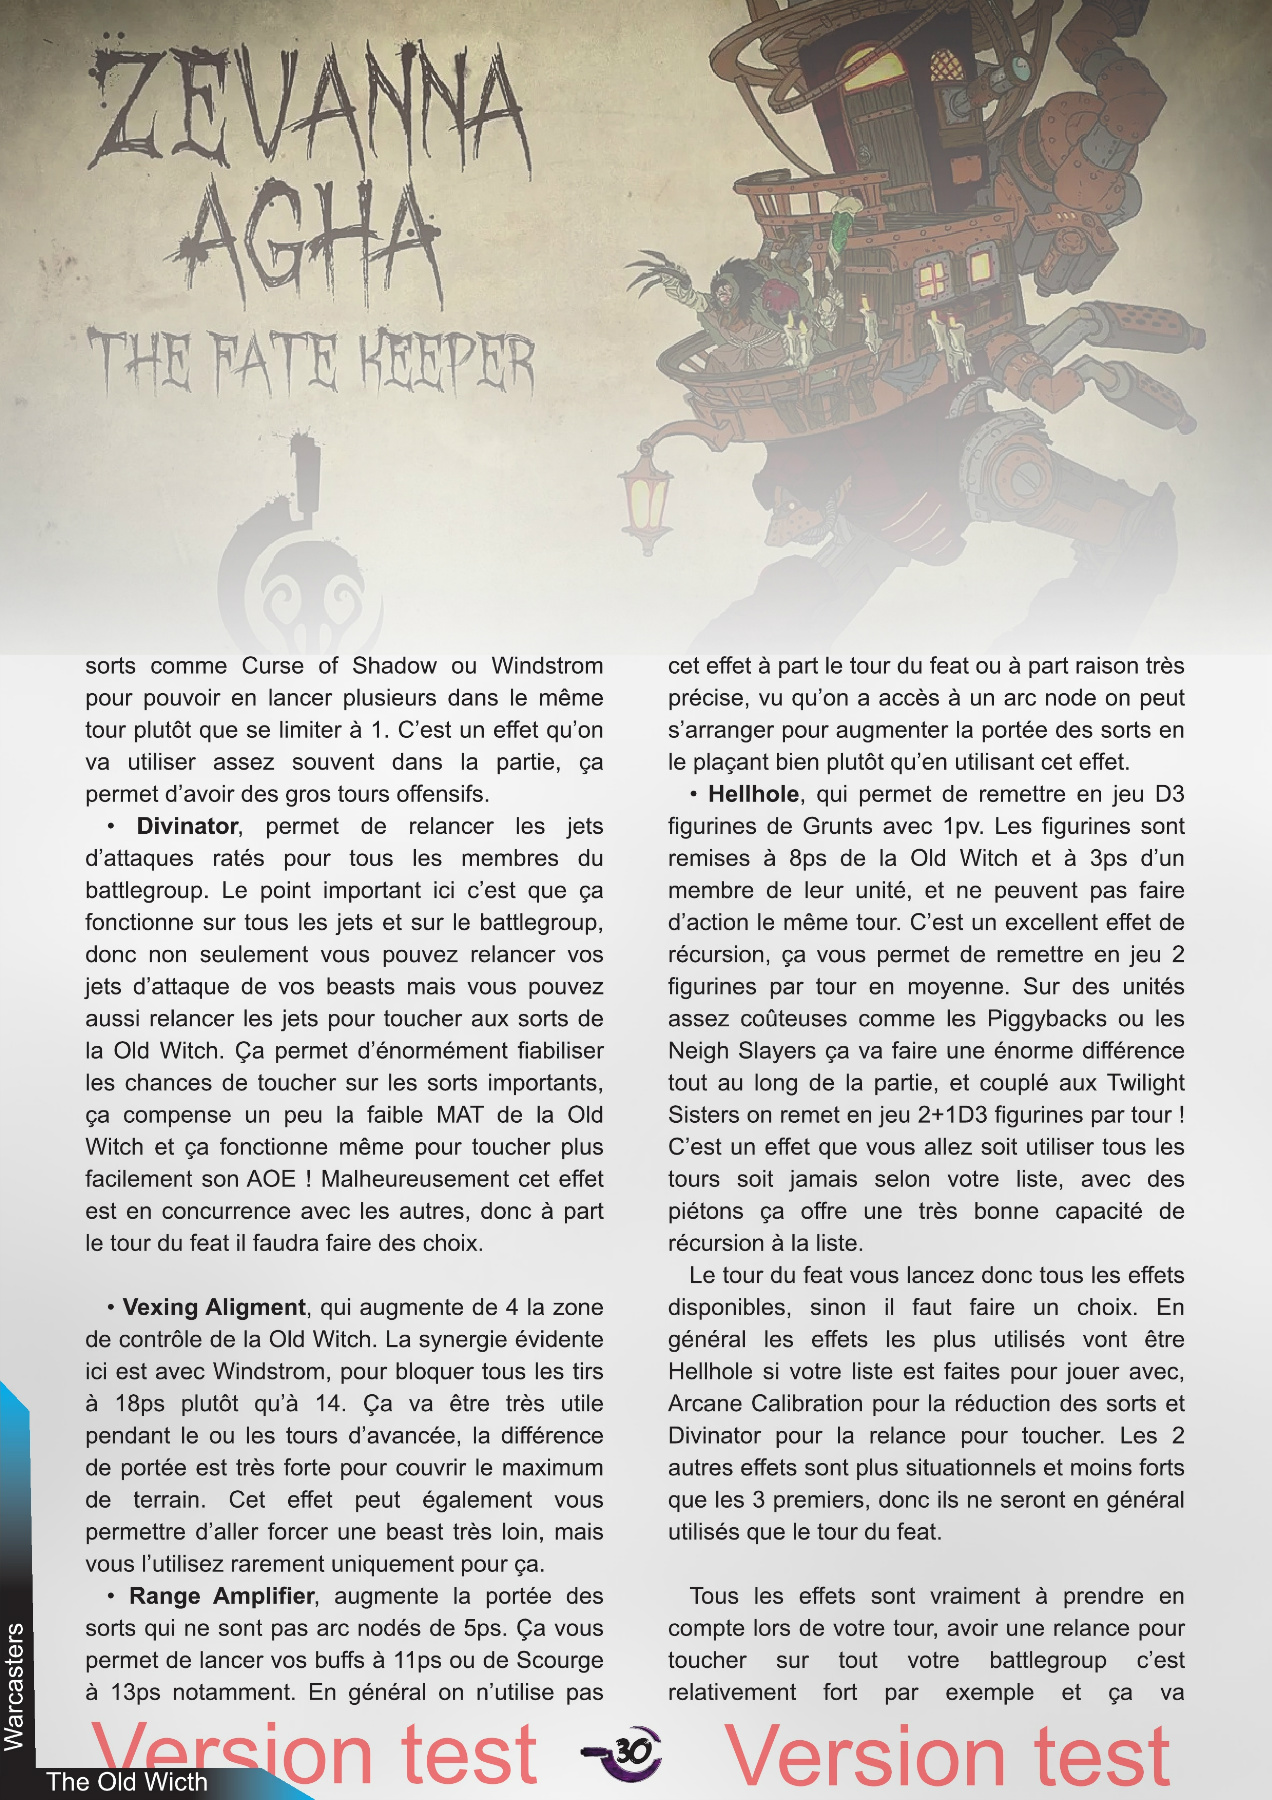 ZEVANNA
AGHA
THE FATE KEEPER
sorts comme Curse of Shadow ou Windstrom
pour pouvoir en lancer plusieurs dans le même
tour plutôt que se limiter à 1. C’est un effet qu’on
va utiliser assez souvent dans la partie, ça
permet d’avoir des gros tours offensifs.
• Divinator, permet de relancer les jets
d’attaques ratés pour tous les membres du
battlegroup. Le point important ici c’est que ça
fonctionne sur tous les jets et sur le battlegroup,
donc non seulement vous pouvez relancer vos
jets d’attaque de vos beasts mais vous pouvez
aussi relancer les jets pour toucher aux sorts de
la Old Witch. Ça permet d’énormément fiabiliser
les chances de toucher sur les sorts importants,
ça compense un peu la faible MAT de la Old
Witch et ça fonctionne même pour toucher plus
facilement son AOE ! Malheureusement cet effet
est en concurrence avec les autres, donc à part
le tour du feat il faudra faire des choix.
• Vexing Aligment, qui augmente de 4 la zone
de contrôle de la Old Witch. La synergie évidente
ici est avec Windstrom, pour bloquer tous les tirs
à 18ps plutôt qu’à 14. Ça va être très utile
pendant le ou les tours d’avancée, la différence
de portée est très forte pour couvrir le maximum
de terrain. Cet effet peut également vous
permettre d’aller forcer une beast très loin, mais
vous l’utilisez rarement uniquement pour ça.
• Range Amplifier, augmente la portée des
sorts qui ne sont pas arc nodés de 5ps. Ça vous
permet de lancer vos buffs à 11ps ou de Scourge
à 13ps notamment. En général on n’utilise pas
cet effet à part le tour du feat ou à part raison très
précise, vu qu’on a accès à un arc node on peut
s’arranger pour augmenter la portée des sorts en
le plaçant bien plutôt qu’en utilisant cet effet.
• Hellhole, qui permet de remettre en jeu D3
figurines de Grunts avec 1pv. Les figurines sont
remises à 8ps de la Old Witch et à 3ps d’un
membre de leur unité, et ne peuvent pas faire
d’action le même tour. C’est un excellent effet de
récursion, ça vous permet de remettre en jeu 2
figurines par tour en moyenne. Sur des unités
assez coûteuses comme les Piggybacks ou les
Neigh Slayers ça va faire une énorme différence
tout au long de la partie, et couplé aux Twilight
Sisters on remet en jeu 2+1D3 figurines par tour !
C’est un effet que vous allez soit utiliser tous les
tours soit jamais selon votre liste, avec des
piétons ça offre une très bonne capacité de
récursion à la liste.
Le tour du feat vous lancez donc tous les effets
disponibles, sinon il faut faire un choix. En
général les effets les plus utilisés vont être
Hellhole si votre liste est faites pour jouer avec,
Arcane Calibration pour la réduction des sorts et
Divinator pour la relance pour toucher. Les 2
autres effets sont plus situationnels et moins forts
que les 3 premiers, donc ils ne seront en général
utilisés que le tour du feat.
Tous les effets sont vraiment à prendre en
compte lors de votre tour, avoir une relance pour
toucher sur tout votre battlegroup c’est
relativement fort par exemple et ça va
Warcasters
The Old Wicth
Version test
30
Version test